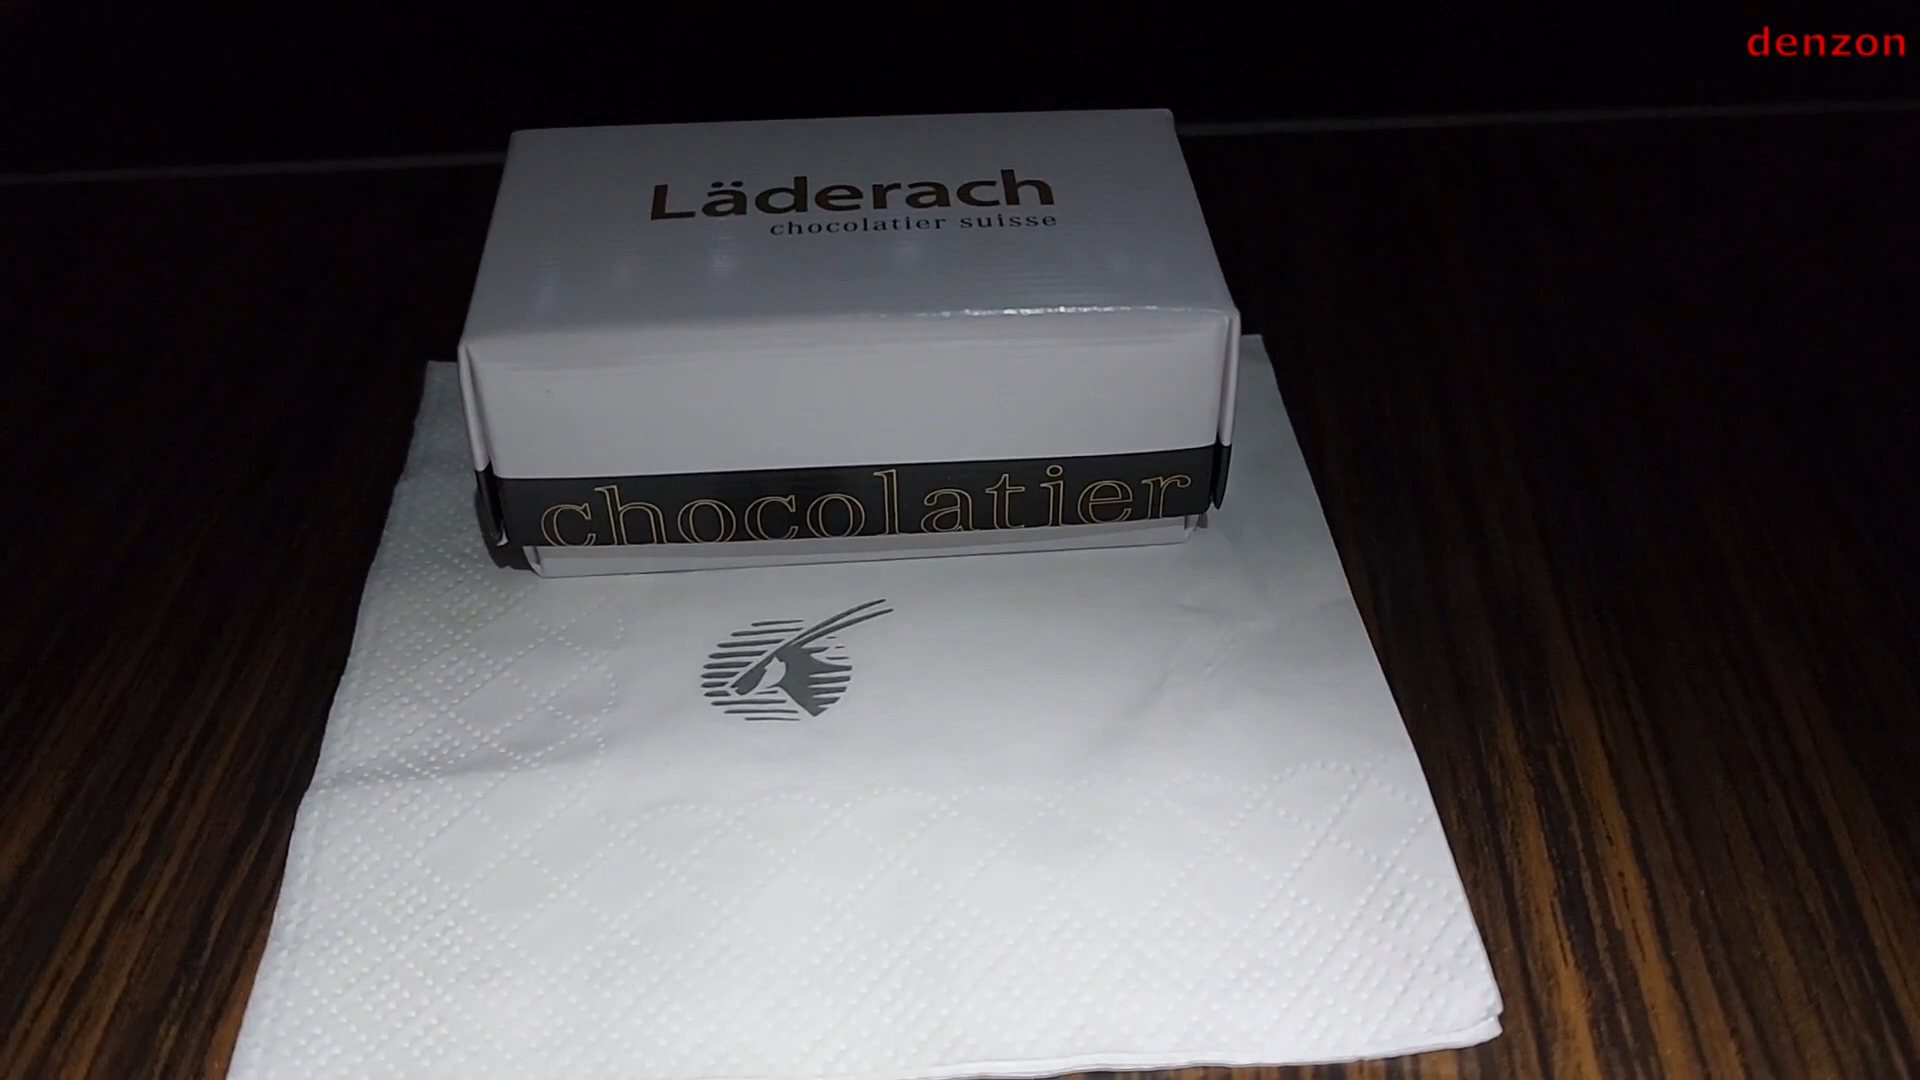 denzon
Läderach
chocolatier suisse
chocolatier